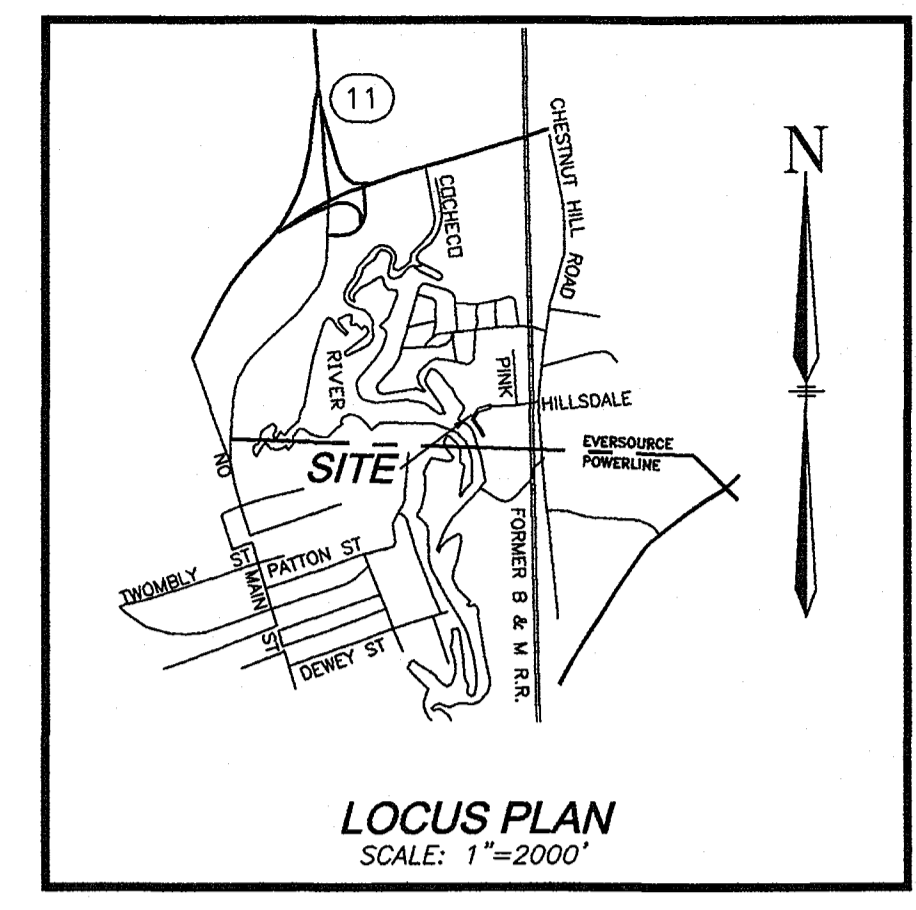 11
CHESTNUT HILL ROAD
N
COCHECO
RIVER
PINK
HILLSDALE
NO
SITE
EVERSOURCE
POWERLINE
FORMER B & M R.R.
ST
PATTON ST
TWOMBLY
MAIN
ST
DEWEY ST
LOCUS PLAN
SCALE: 1"=2000'